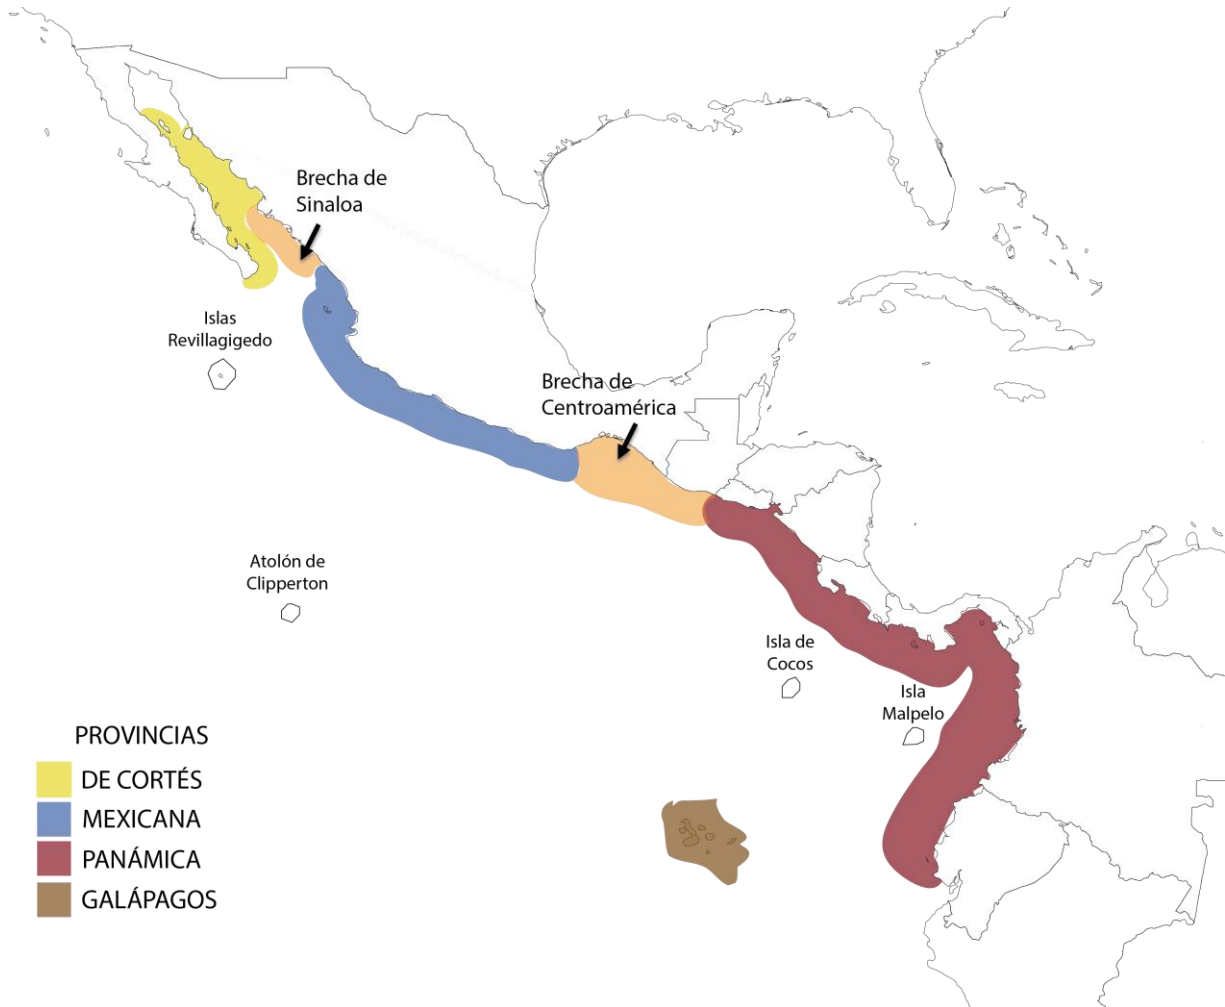 Brecha de
Sinaloa
Islas
Revillagigedo
Brecha de
Centroamérica
Atolón de
Clipperton
Isla de
Cocos
Isla
Malpelo
PROVINCIAS
DE CORTÉS
MEXICANA
PANÁMICA
GALÁPAGOS